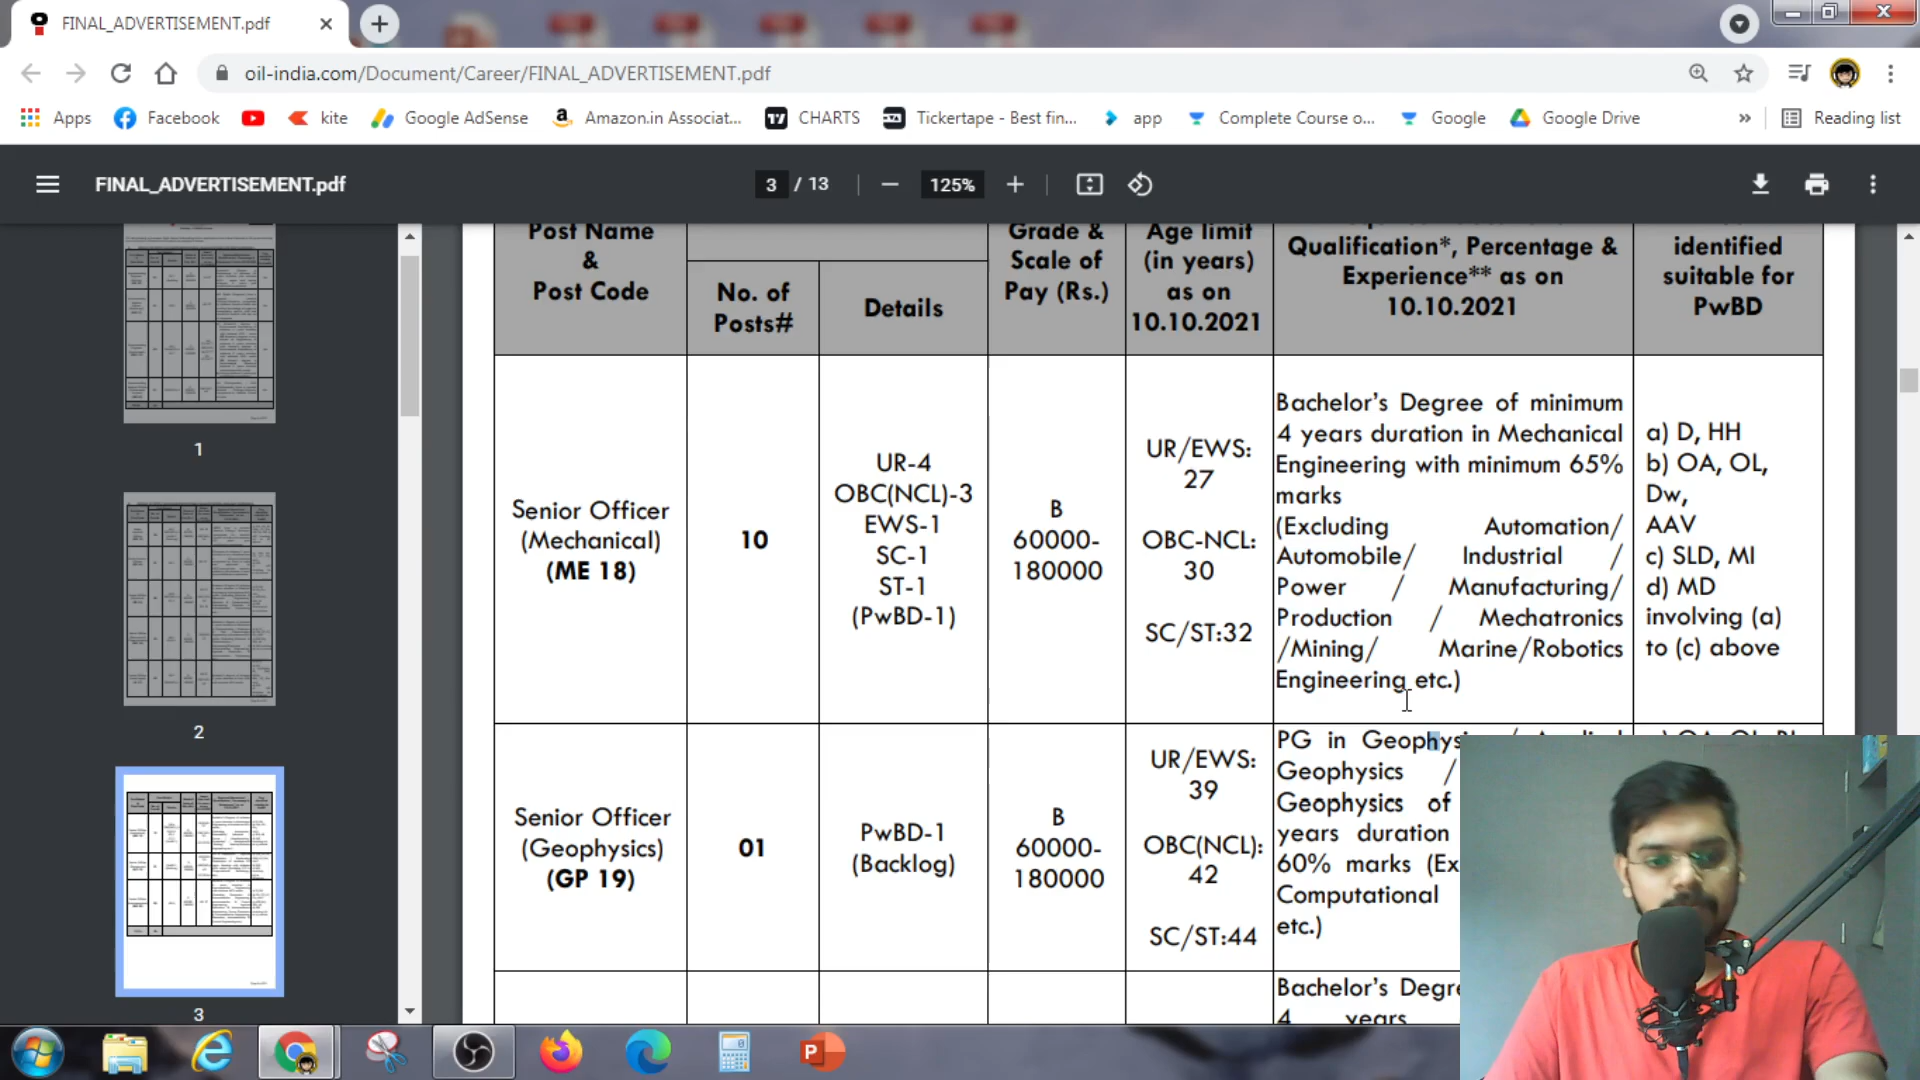 FINAL_ADVERTISEMENT.pdf
oil-india.com/Document/Career/FINAL_ADVERTISEMENT.pdf
Apps Facebook kite Google AdSense Amazon.in Associat... CHARTS Tickertape - Best fin... app Complete Course o... Google Google Drive » Reading list
FINAL_ADVERTISEMENT.pdf 3 / 13 125%
1
2
3
Post Name
&
Post Code
No. of
Posts#
Details
Grade &
Scale of
Pay (Rs.)
Age limit
(in years)
as on
10.10.2021
Qualification*, Percentage &
Experience** as on
10.10.2021
identified
suitable for
PwBD
Senior Officer
(Mechanical)
(ME 18)
10
UR-4
OBC(NCL)-3
EWS-1
SC-1
ST-1
(PwBD-1)
B
60000-
180000
UR/EWS:
27
OBC-NCL:
30
SC/ST:32
Bachelor's Degree of minimum
4 years duration in Mechanical
Engineering with minimum 65%
marks
(Excluding Automation/
Automobile/ Industrial /
Power / Manufacturing/
Production / Mechatronics
/Mining/ Marine/Robotics
Engineering etc.)
a) D, HH
b) OA, OL,
Dw,
AAV
c) SLD, MI
d) MD
involving (a)
to (c) above
Senior Officer
(Geophysics)
(GP 19)
01
PwBD-1
(Backlog)
B
60000-
180000
UR/EWS:
39
OBC(NCL):
42
SC/ST:44
PG in Geophys
Geophysics /
Geophysics of
years duration
60% marks (Ex
Computational
etc.)
Bachelor's Degre
4 years